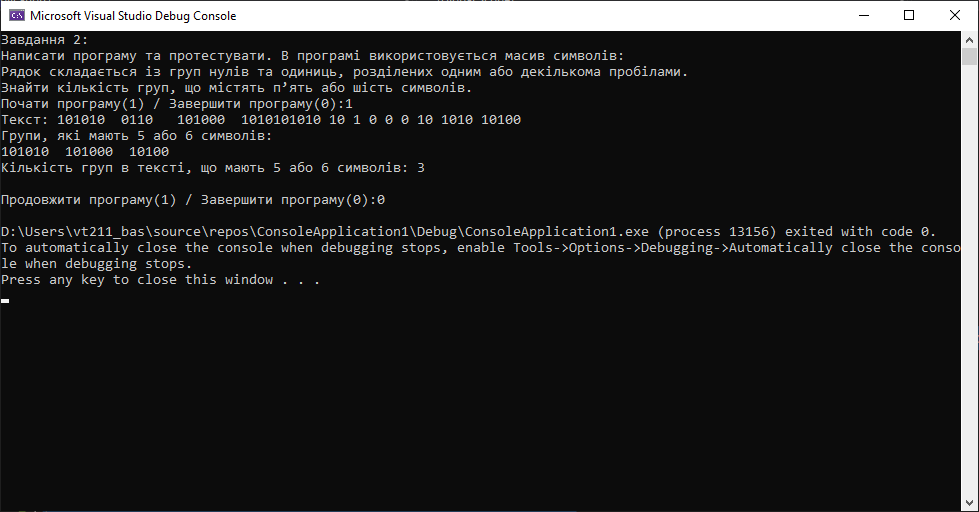 Microsoft Visual Studio Debug Console
Завдання 2:
Написати програму та протестувати. В програмі використовується масив символів:
Рядок складається із груп нулів та одиниць, розділених одним або декількома пробілами.
Знайти кількість груп, що містять п’ять або шість символів.
Почати програму(1) / Завершити програму(0):1
Текст: 101010  0110   101000  1010101010 10 1 0 0 0 10 1010 10100
Групи, які мають 5 або 6 символів:
101010  101000  10100
Кількість груп в тексті, що мають 5 або 6 символів: 3
Продовжити програму(1) / Завершити програму(0):0
D:\Users\vt211_bas\source\repos\ConsoleApplication1\Debug\ConsoleApplication1.exe (process 13156) exited with code 0.
To automatically close the console when debugging stops, enable Tools->Options->Debugging->Automatically close the conso
le when debugging stops.
Press any key to close this window . . .